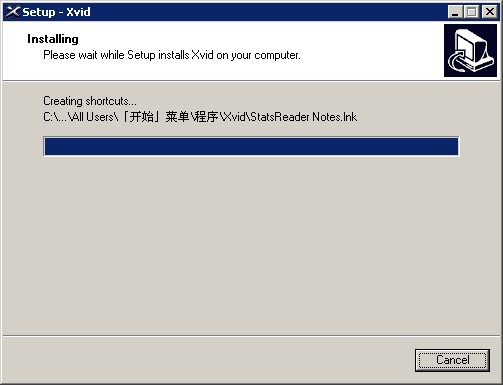 Setup - Xvid
Installing
Please wait while Setup installs Xvid on your computer.
Creating shortcuts...
C:\...\All Users\「开始」菜单\程序\Xvid\StatsReader Notes.lnk
Cancel